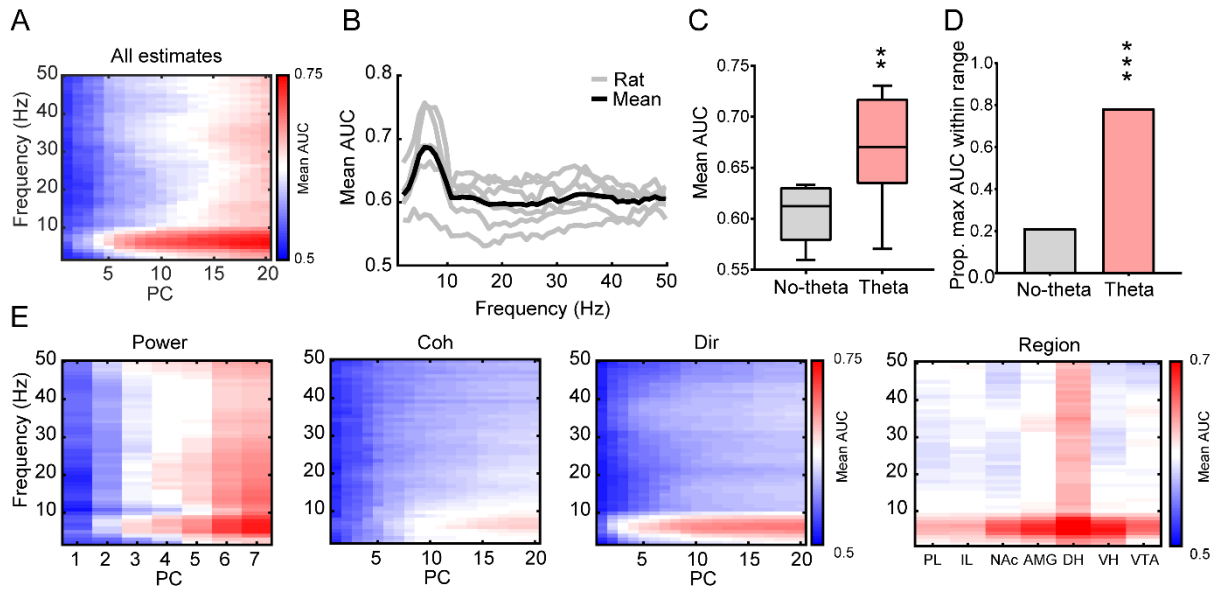 A
All estimates
Frequency (Hz)
50
40
30
20
10
5
10
15
20
PC
0.75
Mean AUC
0.5
B
Mean AUC
0.8
0.7
0.6
0.5
Rat
Mean
10
20
30
40
50
Frequency (Hz)
C
**
Mean AUC
0.75
0.70
0.65
0.60
0.55
No-theta
Theta
D
***
Prop. max AUC within range
1.0
0.8
0.6
0.4
0.2
0.0
No-theta
Theta
E
Power
Frequency (Hz)
50
40
30
20
10
1 2 3 4 5 6 7
PC
Coh
50
40
30
20
10
5
10
15
20
PC
Dir
50
40
30
20
10
5
10
15
20
PC
0.75
Mean AUC
0.5
Region
50
40
30
20
10
PL IL NAc AMG DH VH VTA
0.7
Mean AUC
0.5